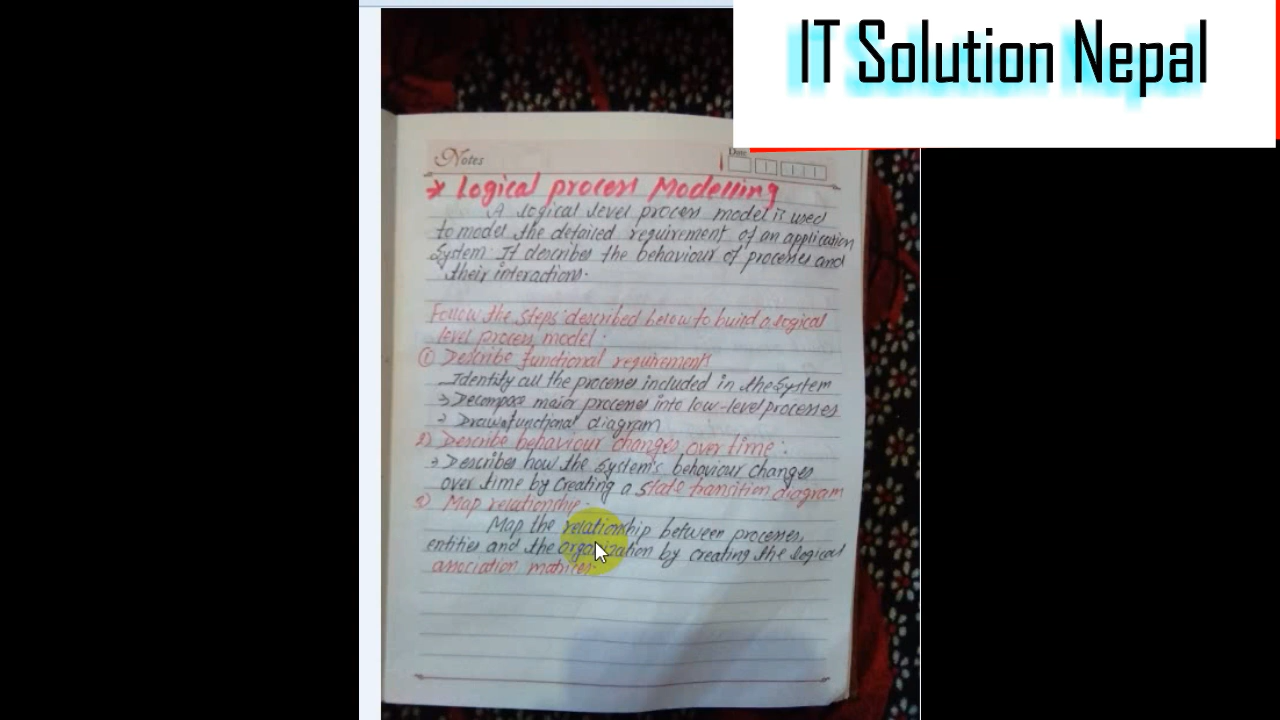 IT Solution Nepal
Notes
Date
* Logical process Modelling
A logical level process model is used
to model the detailed requirement of an application
System. It describes the behaviour of processes and
their interactions.
Follow the steps described below to build a logical
level process model.
① Describe functional requirements
Identify all the processes included in the System
→ Decompose major processes into low-level processes
→ Draw functional diagram
2) Describe behaviour changes over time:
→ Describes how the System's behaviour changes
over time by creating a state transition diagram
Map relationship:-
Map the relationship between processes,
entities and the organization by creating the logical
association matrices.